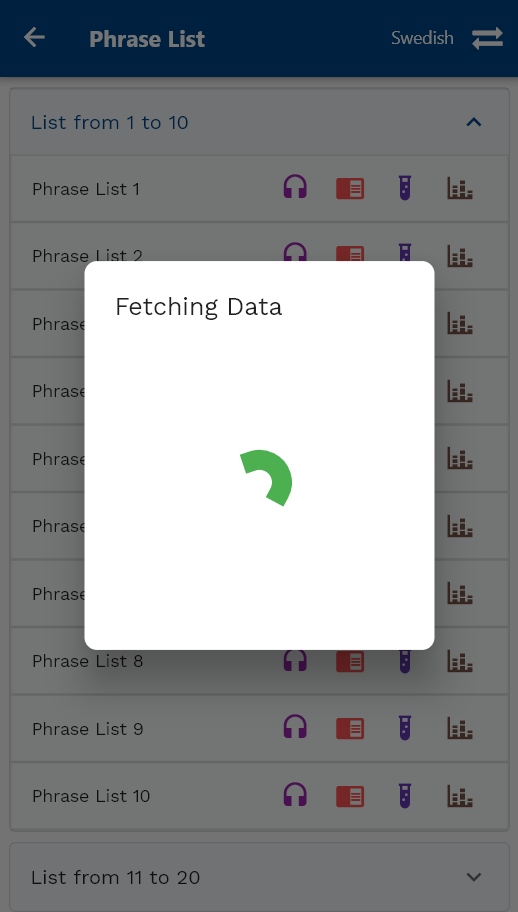 Phrase List
Swedish
List from 1 to 10
Phrase List 1
Phrase List 2
Fetching Data
Phrase
Phrase
Phrase
Phrase
Phrase
Phrase List 8
Phrase List 9
Phrase List 10
List from 11 to 20